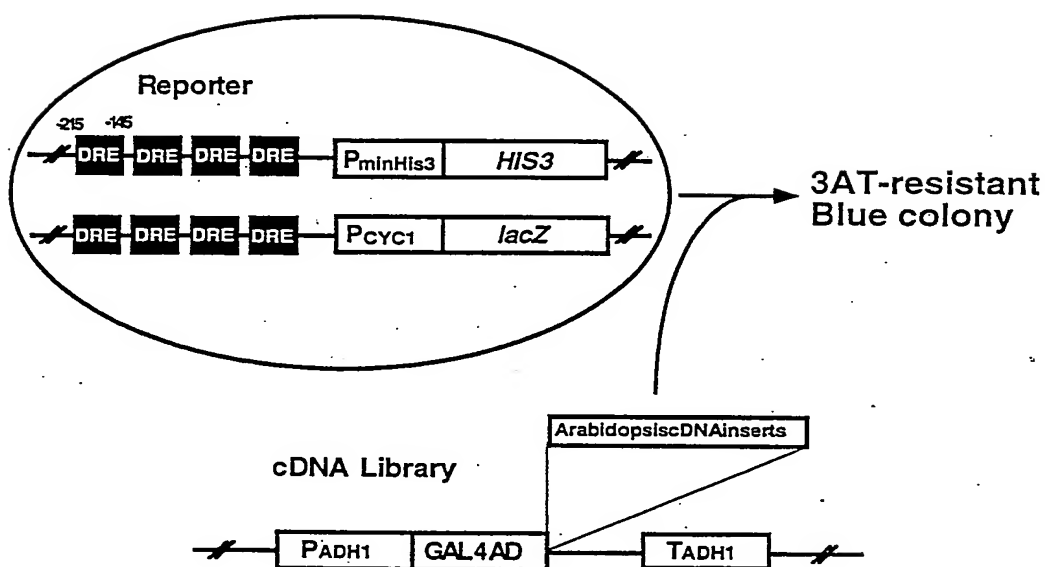 Reporter
-215 -145
DRE DRE DRE DRE PminHis3 HIS3
DRE DRE DRE DRE PCYC1 lacZ
3AT-resistant
Blue colony
ArabidopsiscDNAinserts
cDNA Library
PADH1 GAL4AD TADH1